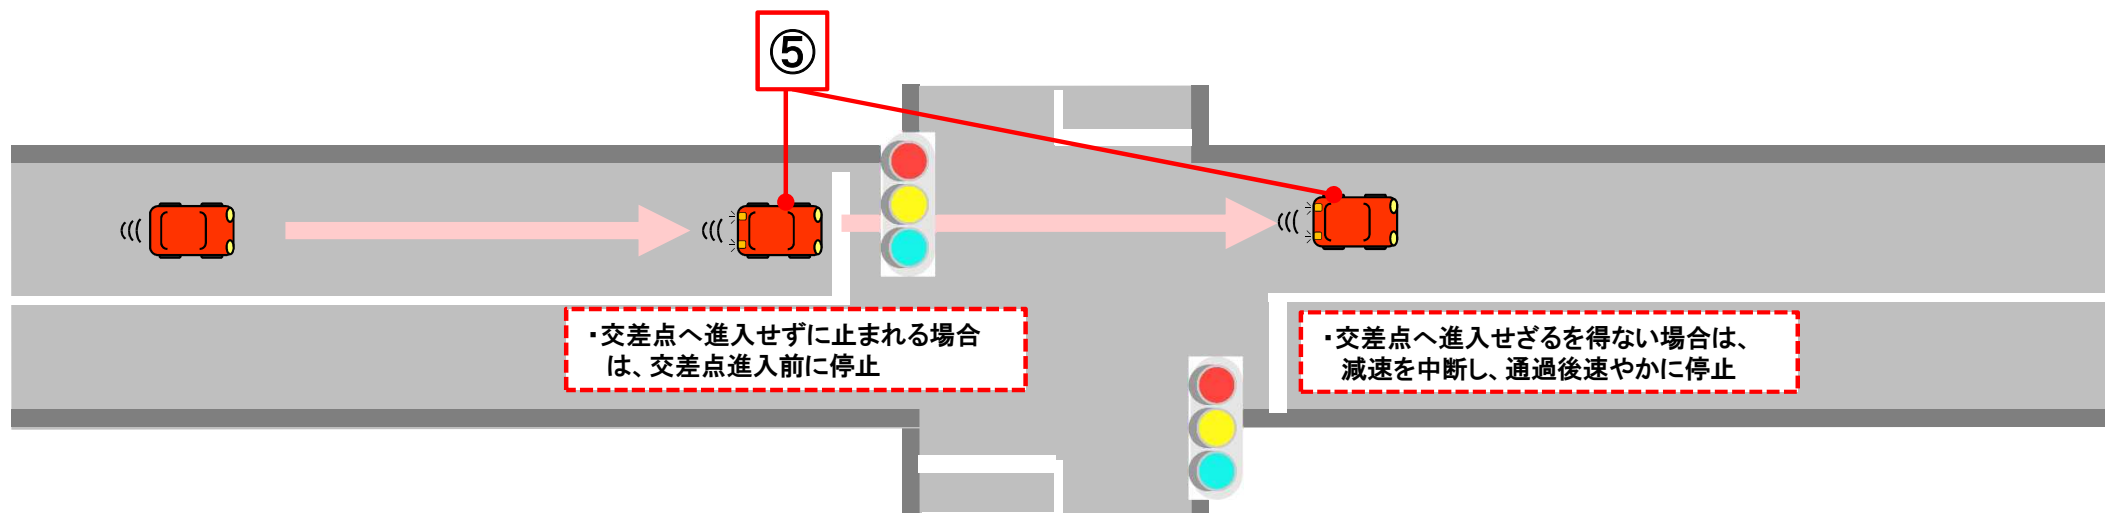 ⑤
・交差点へ進入せずに止まれる場合
は、交差点進入前に停止
・交差点へ進入せざるを得ない場合は、
減速を中断し、通過後速やかに停止